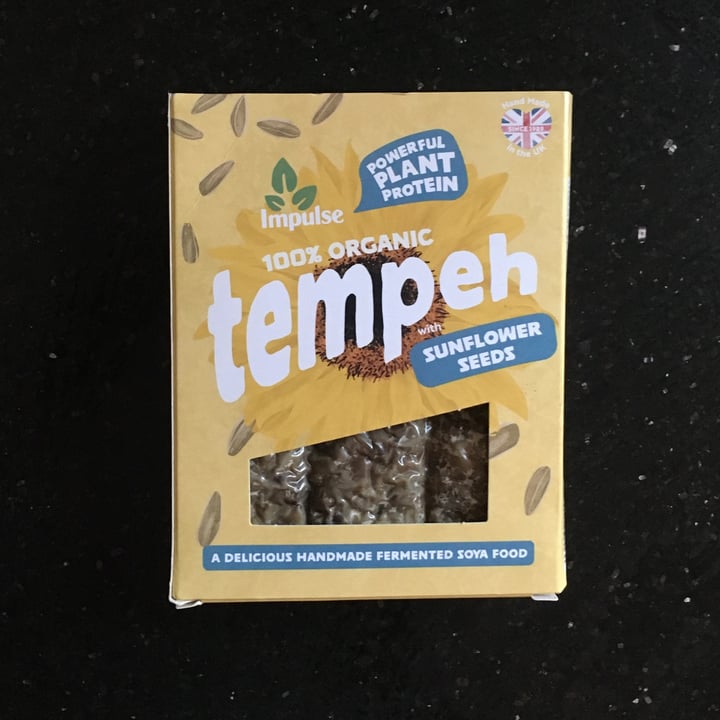 Hand Made
SINCE 1989
in the UK
POWERFUL
PLANT
PROTEIN
Impulse
100% ORGANIC
tempeh
with
SUNFLOWER
SEEDS
A DELICIOUS HANDMADE FERMENTED SOYA FOOD